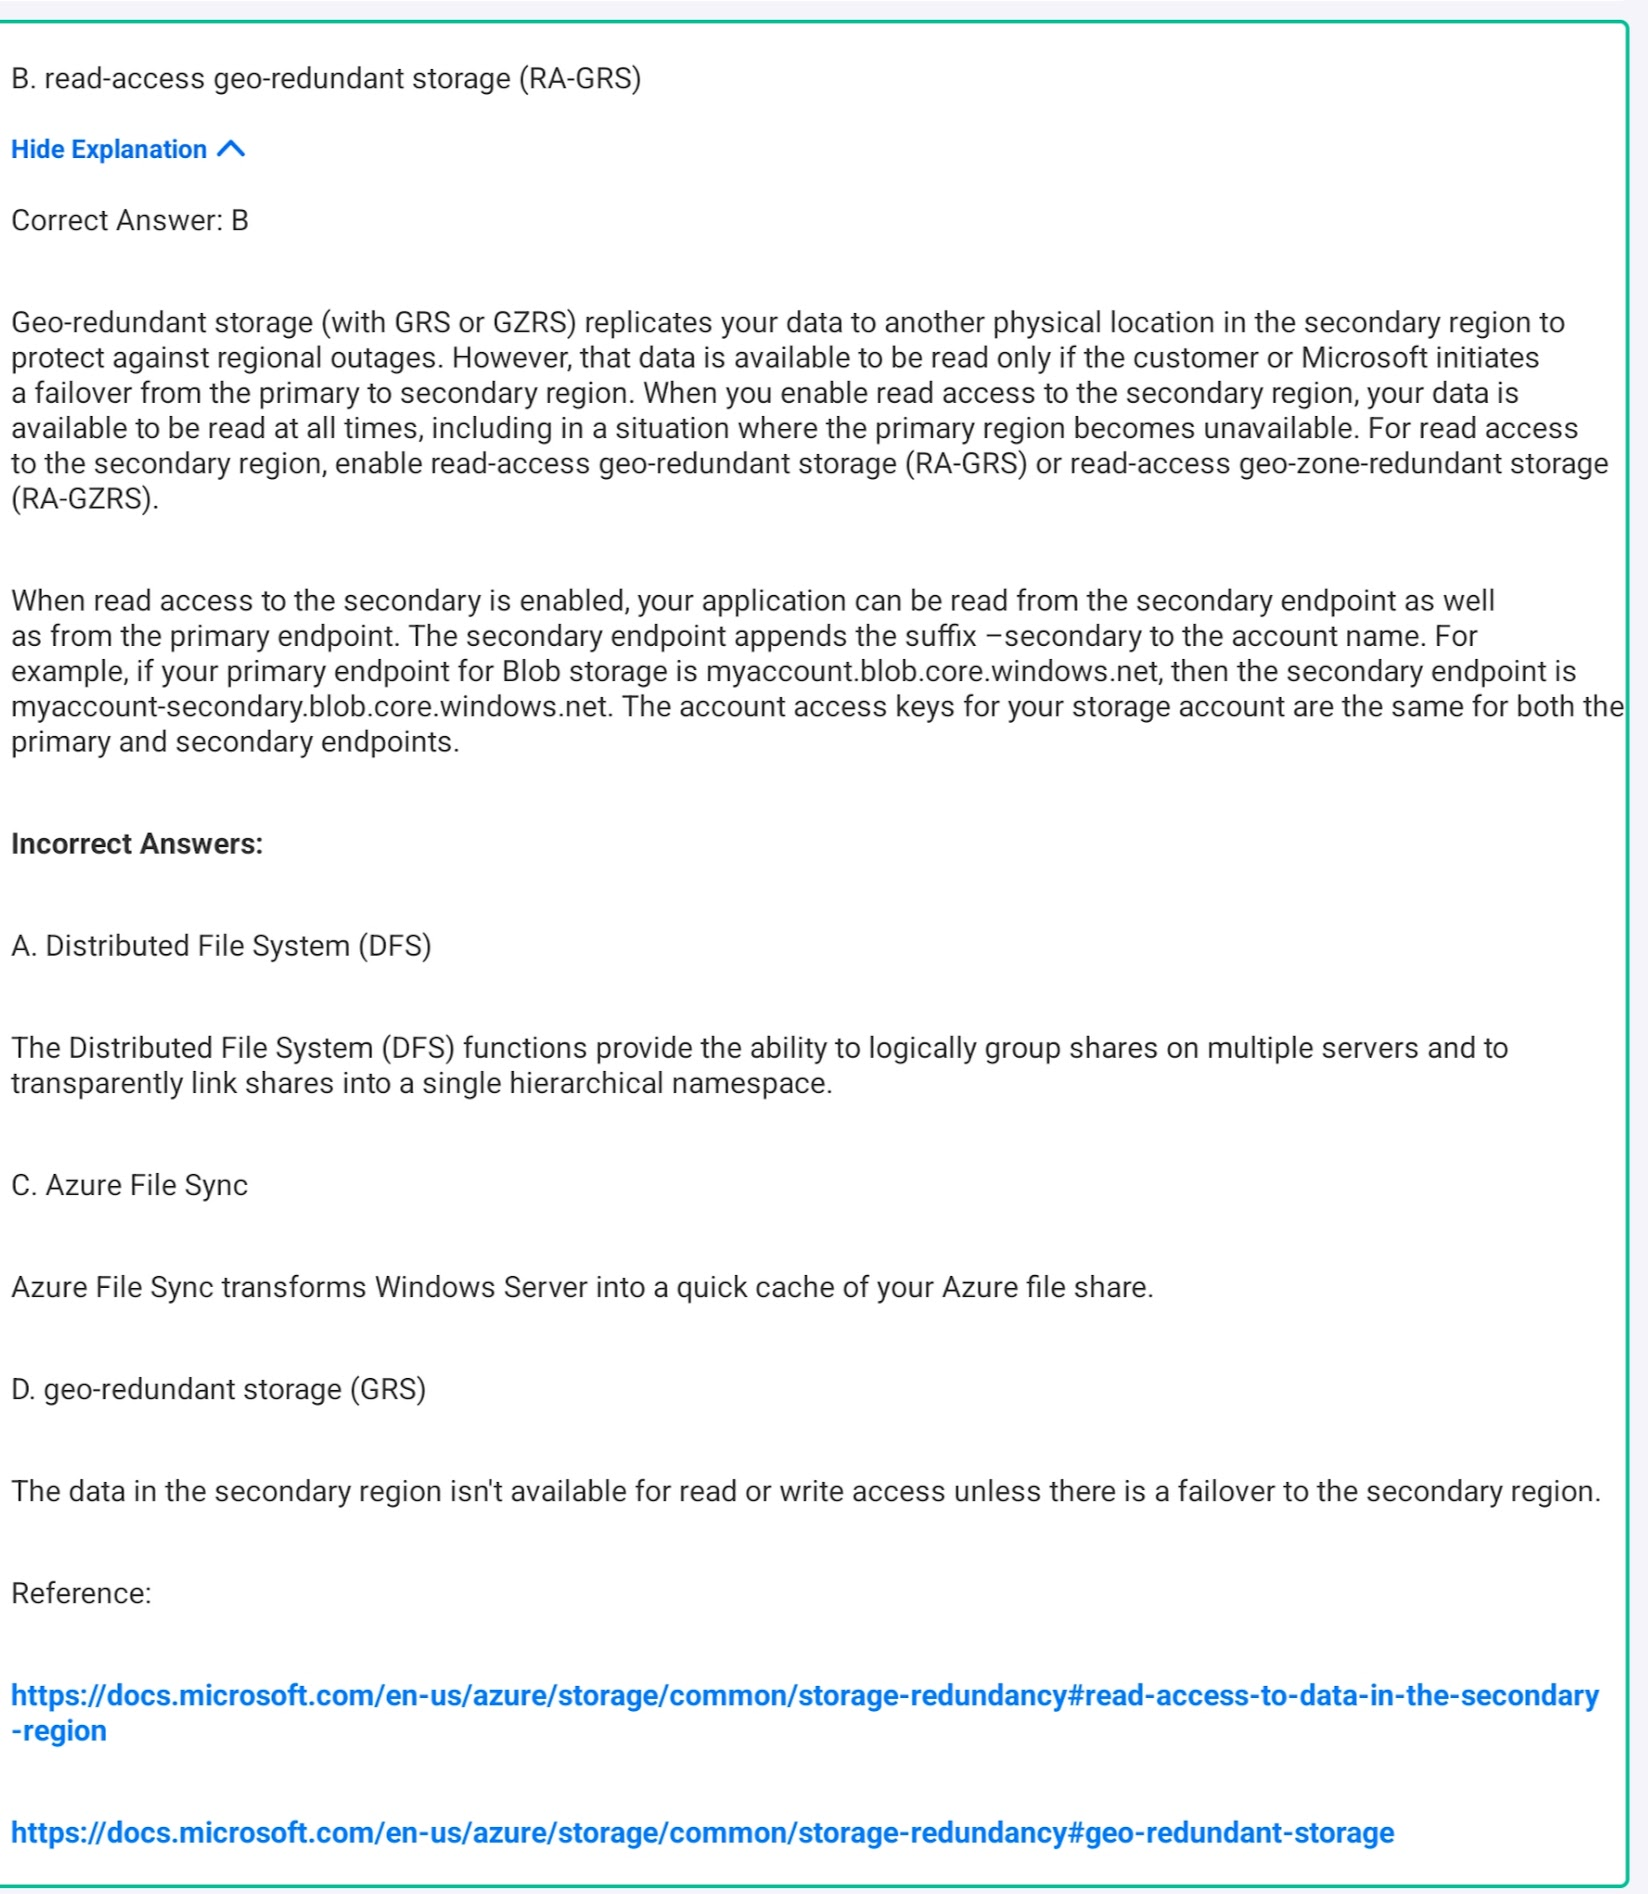 B. read-access geo-redundant storage (RA-GRS)
Hide Explanation
Correct Answer: B
Geo-redundant storage (with GRS or GZRS) replicates your data to another physical location in the secondary region to
protect against regional outages. However, that data is available to be read only if the customer or Microsoft initiates
a failover from the primary to secondary region. When you enable read access to the secondary region, your data is
available to be read at all times, including in a situation where the primary region becomes unavailable. For read access
to the secondary region, enable read-access geo-redundant storage (RA-GRS) or read-access geo-zone-redundant storage
(RA-GZRS).
When read access to the secondary is enabled, your application can be read from the secondary endpoint as well
as from the primary endpoint. The secondary endpoint appends the suffix –secondary to the account name. For
example, if your primary endpoint for Blob storage is myaccount.blob.core.windows.net, then the secondary endpoint is
myaccount-secondary.blob.core.windows.net. The account access keys for your storage account are the same for both the
primary and secondary endpoints.
Incorrect Answers:
A. Distributed File System (DFS)
The Distributed File System (DFS) functions provide the ability to logically group shares on multiple servers and to
transparently link shares into a single hierarchical namespace.
C. Azure File Sync
Azure File Sync transforms Windows Server into a quick cache of your Azure file share.
D. geo-redundant storage (GRS)
The data in the secondary region isn't available for read or write access unless there is a failover to the secondary region.
Reference:
https://docs.microsoft.com/en-us/azure/storage/common/storage-redundancy#read-access-to-data-in-the-secondary
-region
https://docs.microsoft.com/en-us/azure/storage/common/storage-redundancy#geo-redundant-storage